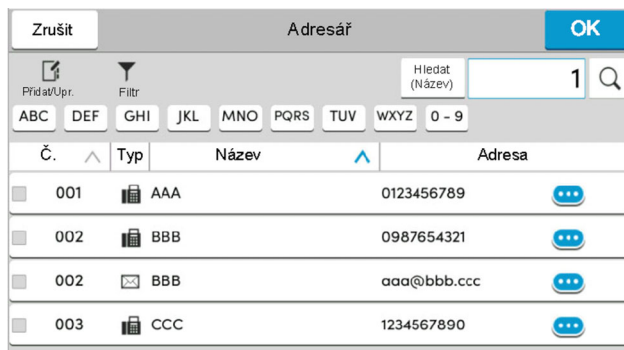 Zrušit Adresář OK
Přidat/Upr. Filtr Hledat (Název) 1
ABC DEF GHI JKL MNO PQRS TUV WXYZ 0 - 9
Č. Typ Název Adresa
001 AAA 0123456789
002 BBB 0987654321
002 BBB aaa@bbb.ccc
003 CCC 1234567890